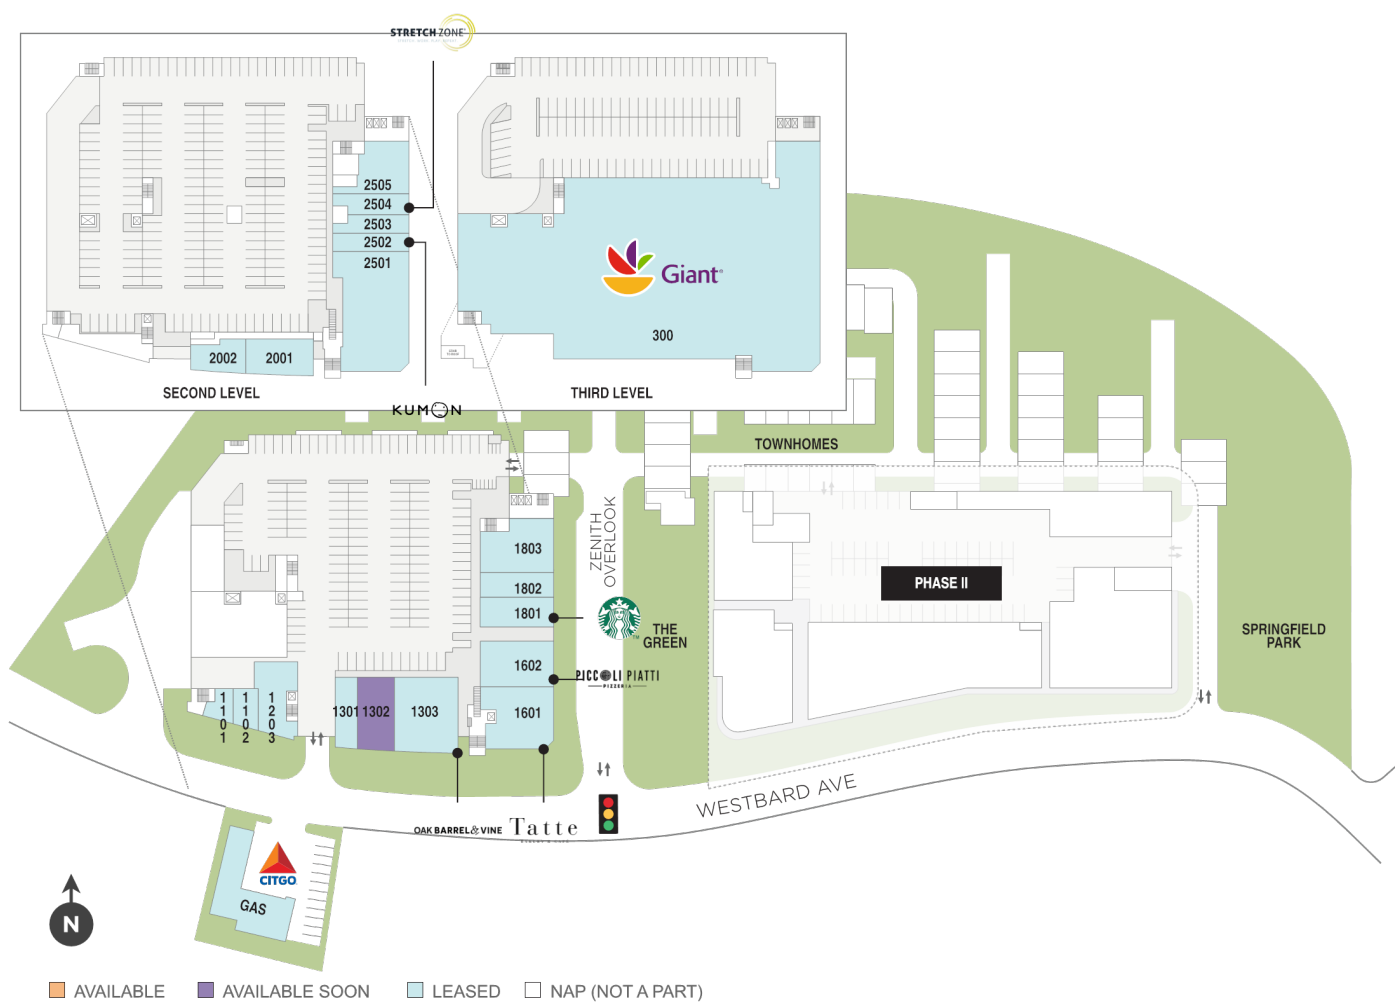 STRETCH ZONE
2505
2504
2503
2502
2501
2002
2001
SECOND LEVEL
Giant
300
THIRD LEVEL
KUMON
TOWNHOMES
ZENITH
OVERLOOK
1803
1802
1801
1602
1601
THE
GREEN
PICCOLI PIATTI
PIZZERIA
PHASE II
SPRINGFIELD
PARK
1101
1102
1203
1301
1302
1303
OAK BARREL & VINE
Tatte
WESTBARD AVE
CITGO
GAS
N
AVAILABLE
AVAILABLE SOON
LEASED
NAP (NOT A PART)